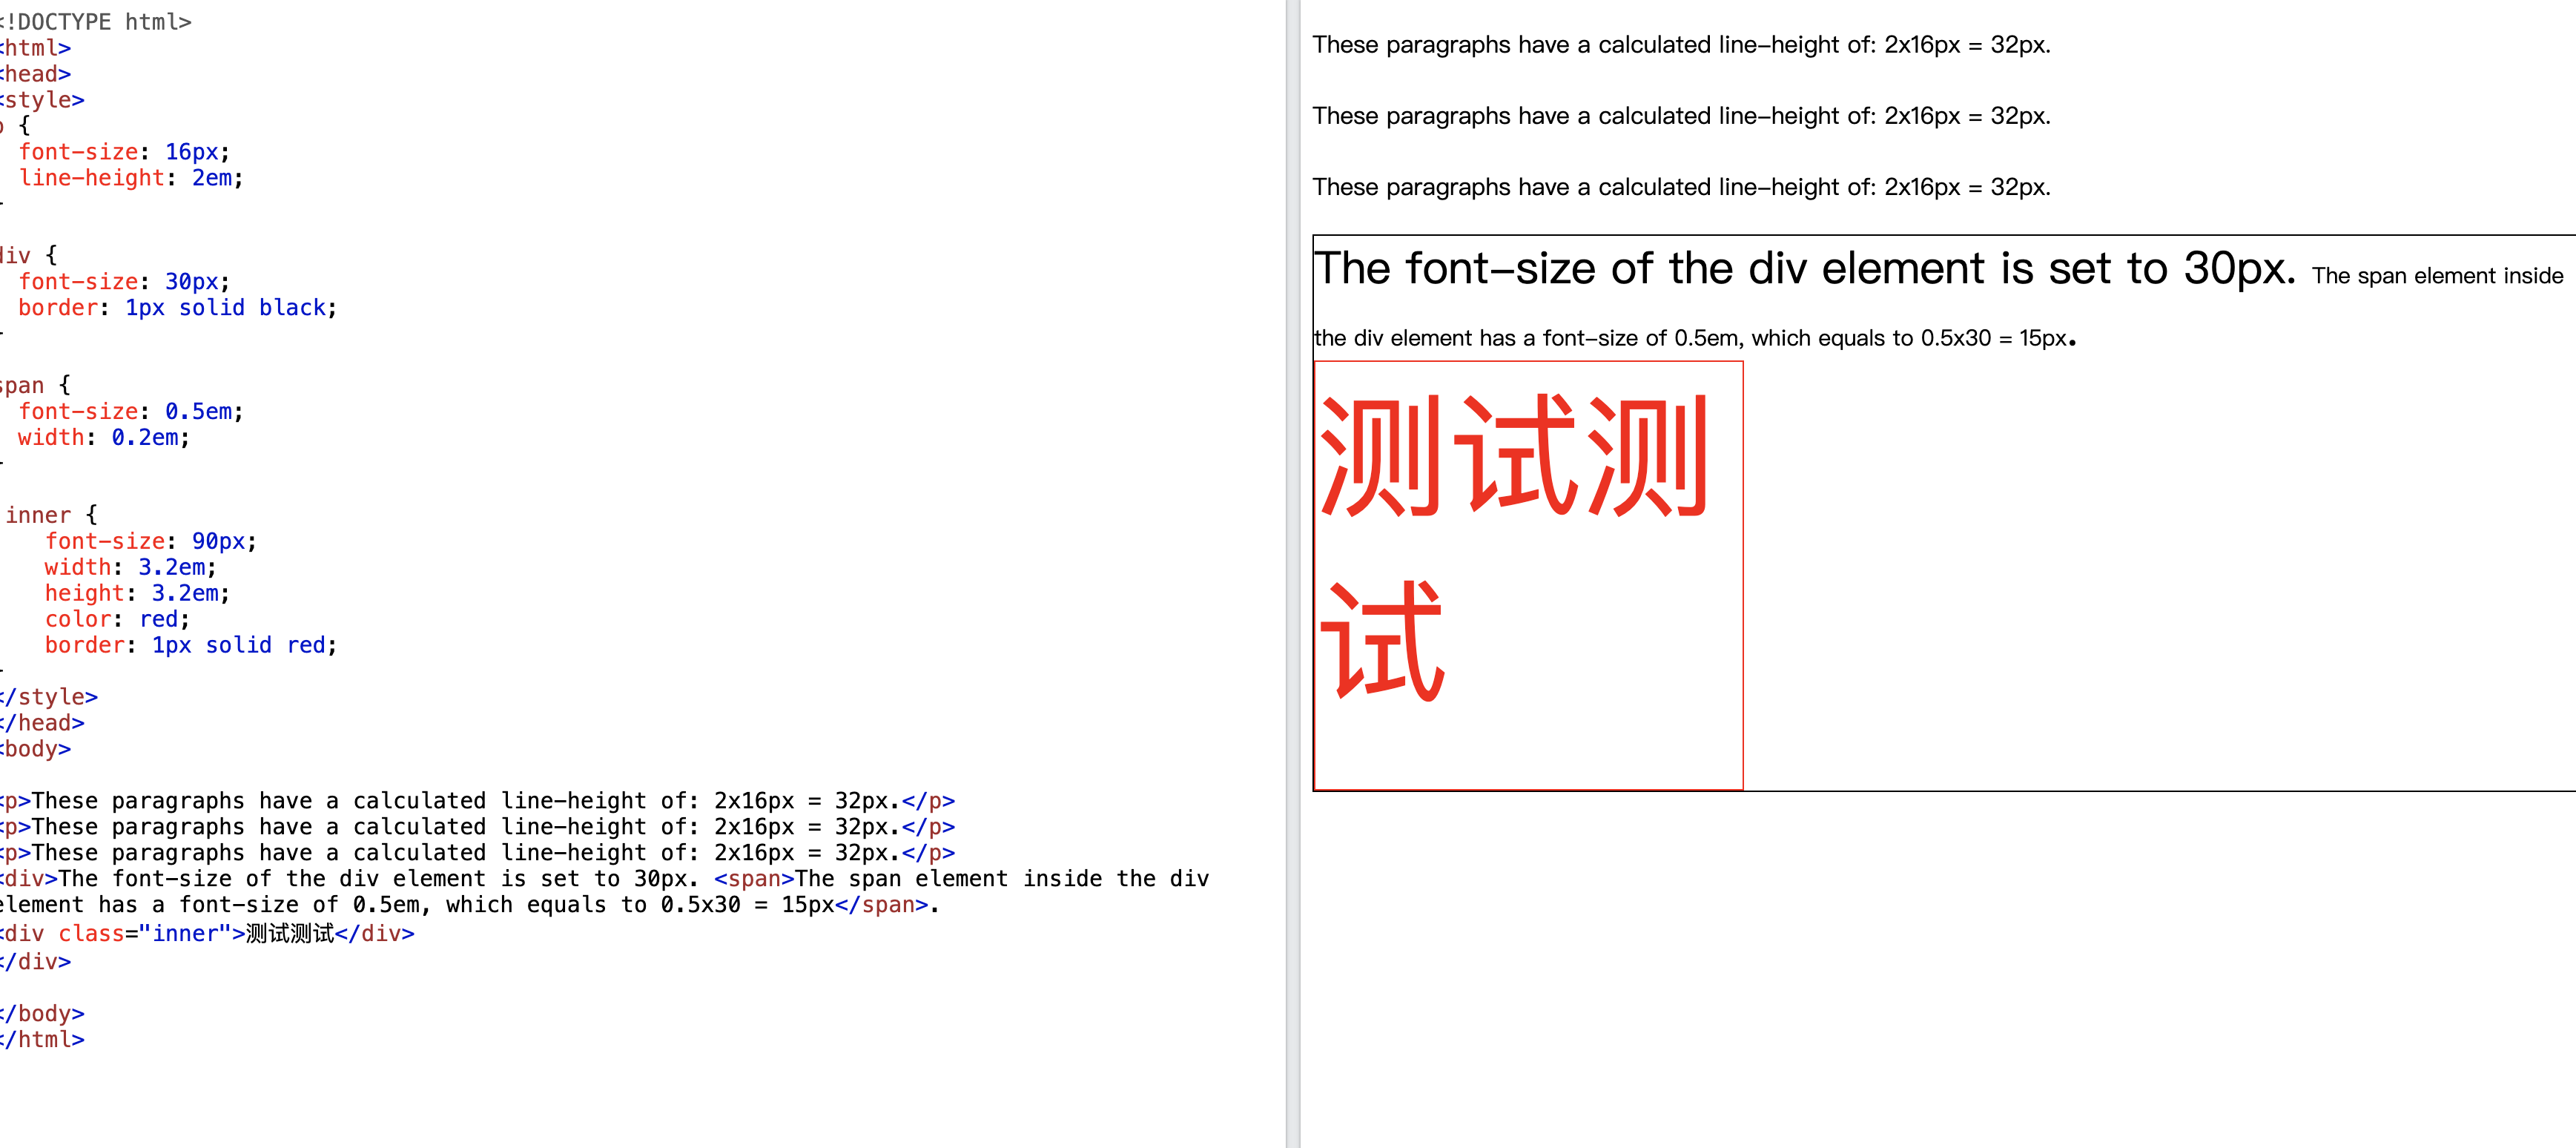 <!DOCTYPE html>
<html>
<head>
<style>
p {
font-size: 16px;
line-height: 2em;
}
div {
font-size: 30px;
border: 1px solid black;
}
span {
font-size: 0.5em;
width: 0.2em;
}
inner {
font-size: 90px;
width: 3.2em;
height: 3.2em;
color: red;
border: 1px solid red;
}
</style>
</head>
<body>
<p>These paragraphs have a calculated line-height of: 2x16px = 32px.</p>
<p>These paragraphs have a calculated line-height of: 2x16px = 32px.</p>
<p>These paragraphs have a calculated line-height of: 2x16px = 32px.</p>
<div>The font-size of the div element is set to 30px. <span>The span element inside the div
element has a font-size of 0.5em, which equals to 0.5x30 = 15px</span>.
<div class="inner">测试测试</div>
</div>
</body>
</html>
These paragraphs have a calculated line-height of: 2x16px = 32px.
These paragraphs have a calculated line-height of: 2x16px = 32px.
These paragraphs have a calculated line-height of: 2x16px = 32px.
The font-size of the div element is set to 30px. The span element inside
the div element has a font-size of 0.5em, which equals to 0.5x30 = 15px.
测试测
试